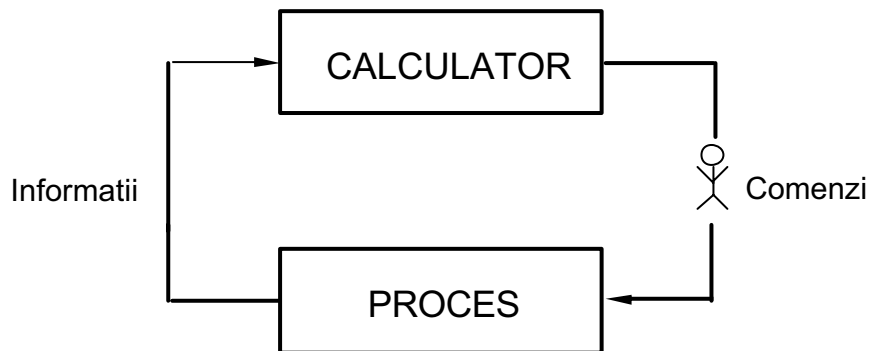 CALCULATOR
Informatii
Comenzi
PROCES